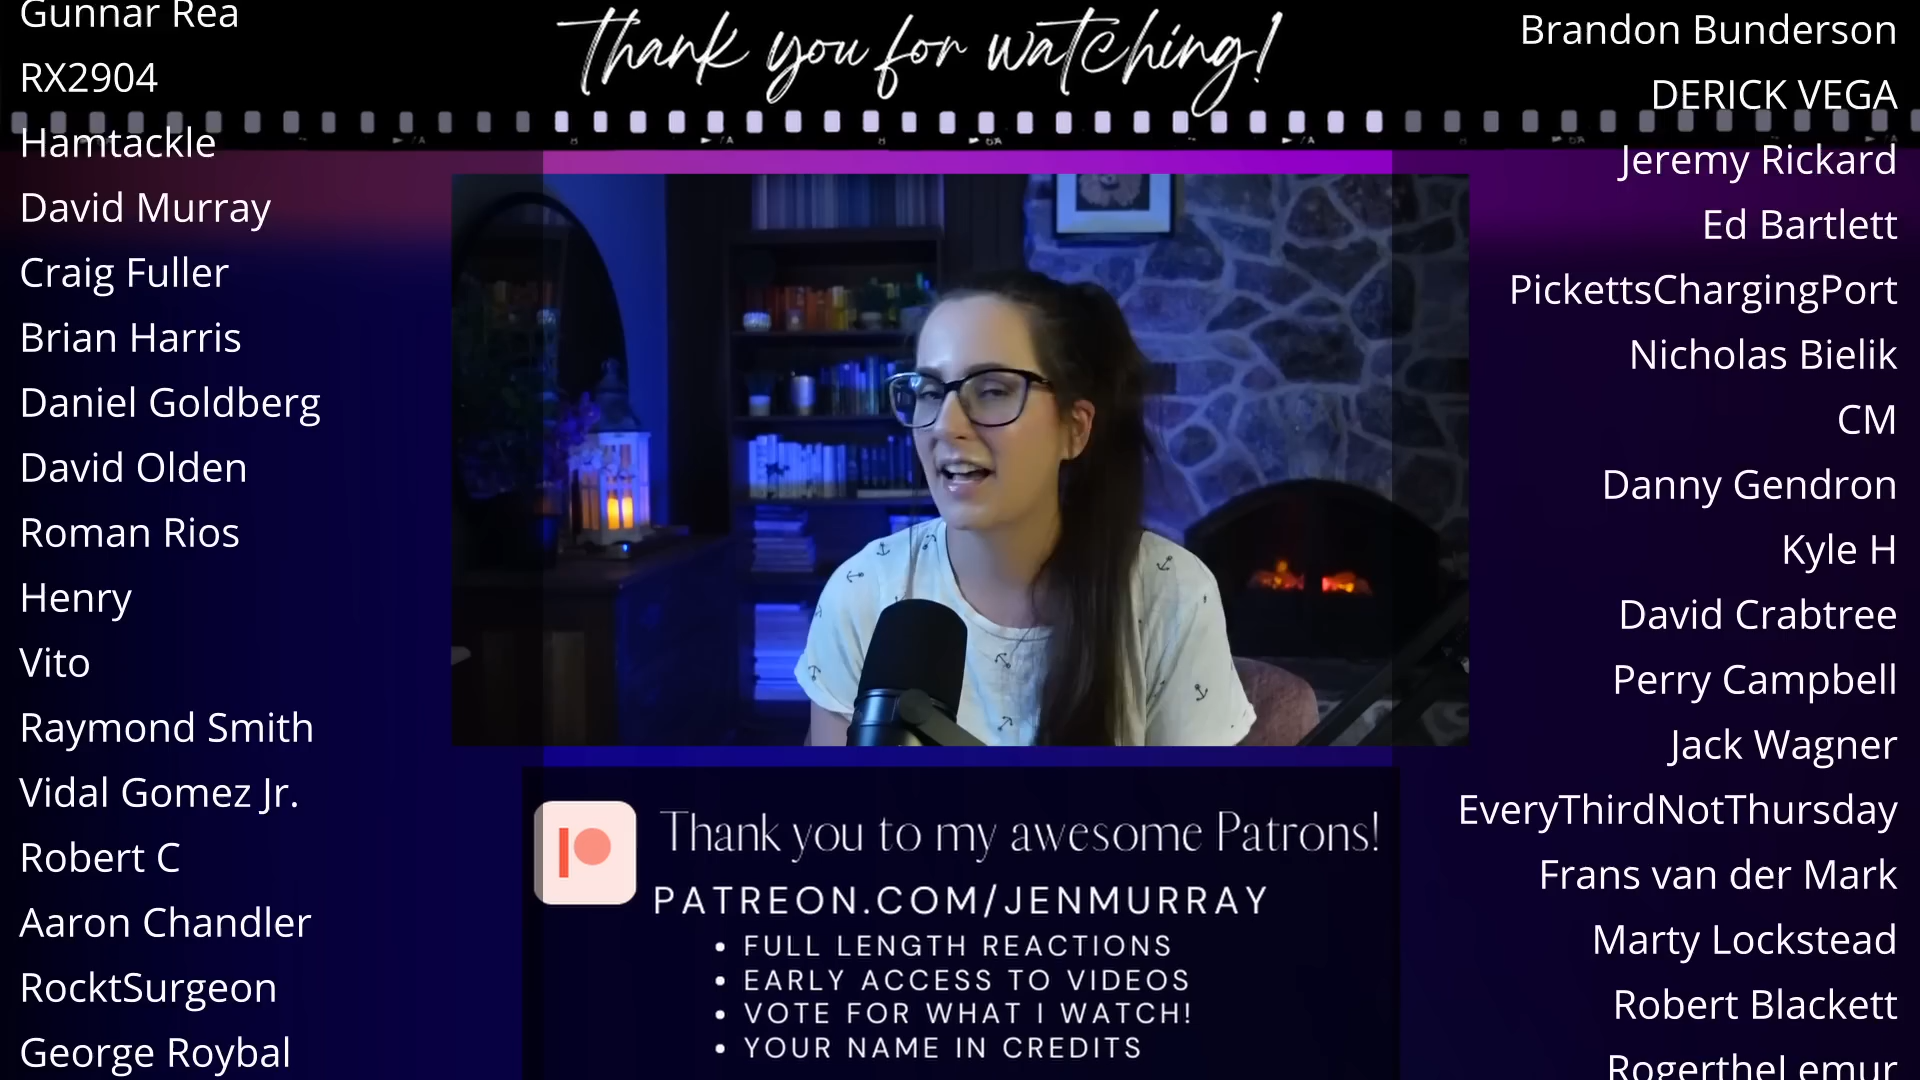 Thank you for watching!
Gunnar Rea
RX2904
Hamtackle
David Murray
Craig Fuller
Brian Harris
Daniel Goldberg
David Olden
Roman Rios
Henry
Vito
Raymond Smith
Vidal Gomez Jr.
Robert C
Aaron Chandler
RocktSurgeon
George Roybal
Brandon Bunderson
DERICK VEGA
Jeremy Rickard
Ed Bartlett
PickettsChargingPort
Nicholas Bielik
CM
Danny Gendron
Kyle H
David Crabtree
Perry Campbell
Jack Wagner
EveryThirdNotThursday
Frans van der Mark
Marty Lockstead
Robert Blackett
RogertheLemur
Thank you to my awesome Patrons!
PATREON.COM/JENMURRAY
• FULL LENGTH REACTIONS
• EARLY ACCESS TO VIDEOS
• VOTE FOR WHAT I WATCH!
• YOUR NAME IN CREDITS